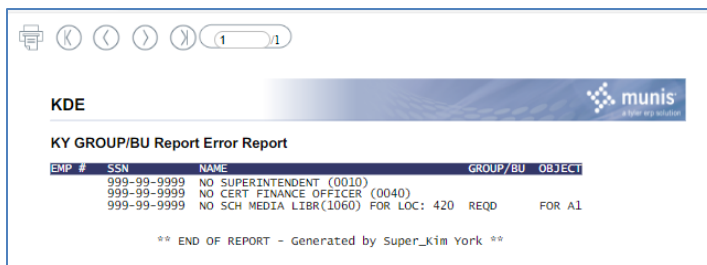 1 /1
KDE
munis
a tyler erp solution
KY GROUP/BU Report Error Report
EMP # SSN NAME GROUP/BU OBJECT
999-99-9999 NO SUPERINTENDENT (0010)
999-99-9999 NO CERT FINANCE OFFICER (0040)
999-99-9999 NO SCH MEDIA LIBR(1060) FOR LOC: 420 REQD FOR A1
** END OF REPORT - Generated by Super_Kim York **